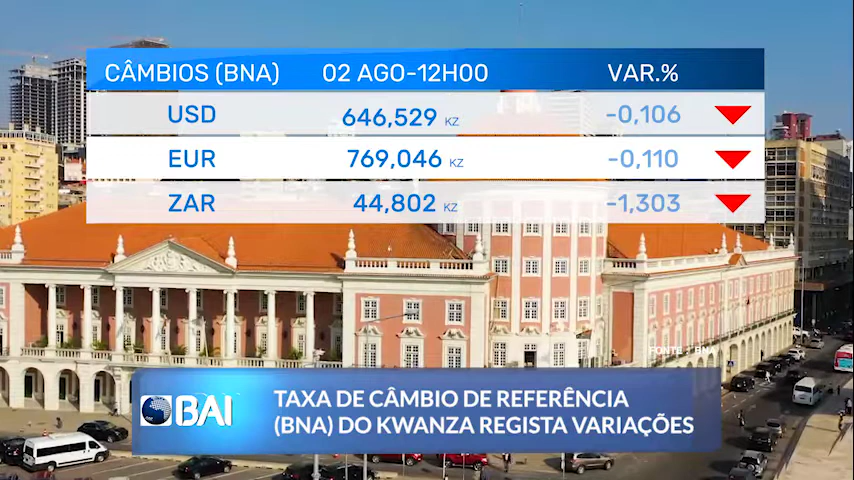 CÂMBIOS (BNA) 02 AGO-12H00 VAR.%
USD 646,529 KZ -0,106
EUR 769,046 KZ -0,110
ZAR 44,802 KZ -1,303
FONTE: BNA
BAI
TAXA DE CÂMBIO DE REFERÊNCIA
(BNA) DO KWANZA REGISTA VARIAÇÕES